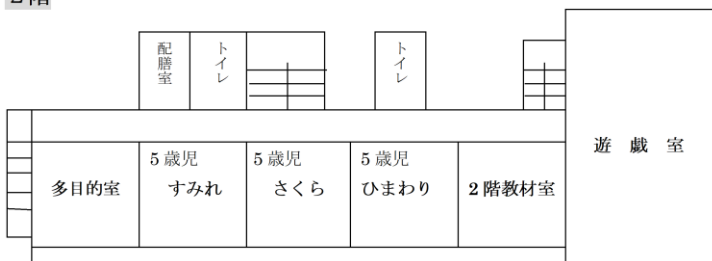 2階
配膳室
トイレ
トイレ
遊戯室
多目的室
5歳児
すみれ
5歳児
さくら
5歳児
ひまわり
2階教材室